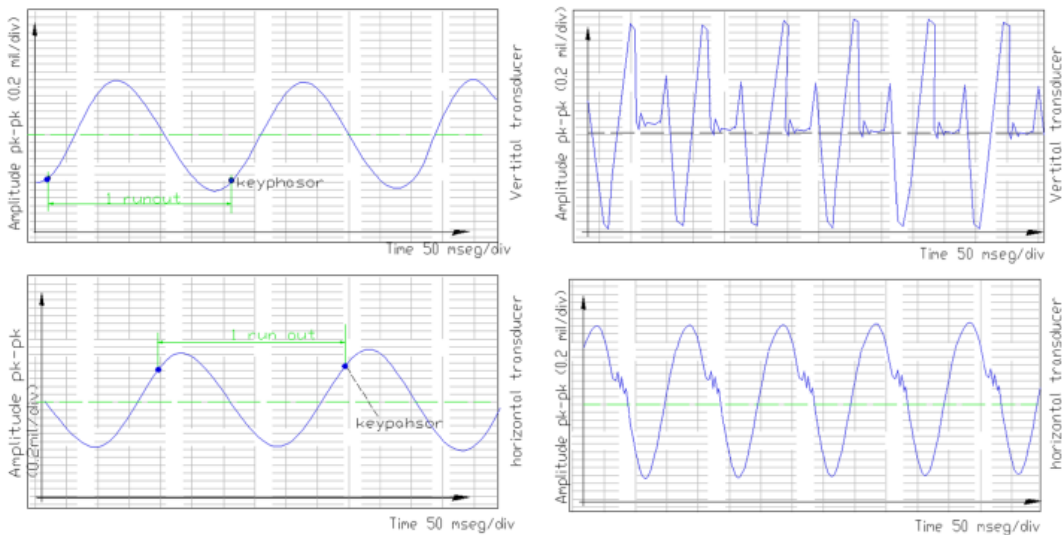 Amplitude pk-pk (0.2 mil/div)
1 runout
keyphasor
Vertital transducer
Time 50 mseg/div
Amplitude pk-pk (0.2 mil/div)
Vertital transducer
Time 50 mseg/div
Amplitude pk-pk
(0.2mil/div)
1 run out
keypahsor
horizontal transducer
Time 50 mseg/div
Amplitude pk-pk (0.2 mil/div)
horizontal transducer
Time 50 mseg/div